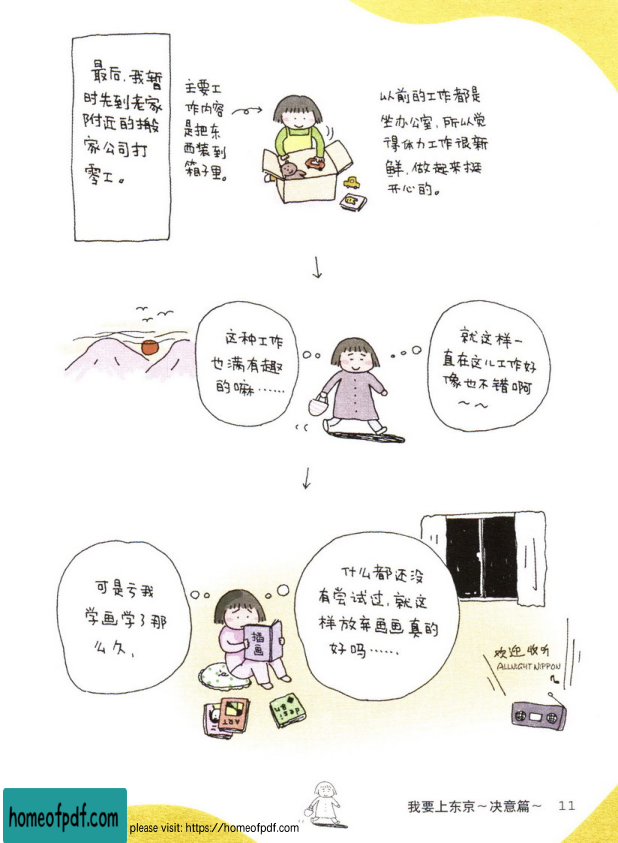 最后,我暂
时先到老家
附近的搬
家公司打
零工。
主要工
作内容
是把东
西装到
箱子里。
以前的工作都是
坐办公室,所以觉
得体力工作很新
鲜,做起来挺
开心的。
这种工作
也满有趣
的嘛……
就这样一
直在这儿工作好
像也不错啊
～～
可是亏我
学画学了那
么久,
什么都还没
有尝试过,就这
样放弃画画真的
好吗……
插画
ART
design
欢迎收听
ALLNIGHT NIPPON
我要上东京～决意篇～ 11
homeofpdf.com
please visit: https://homeofpdf.com